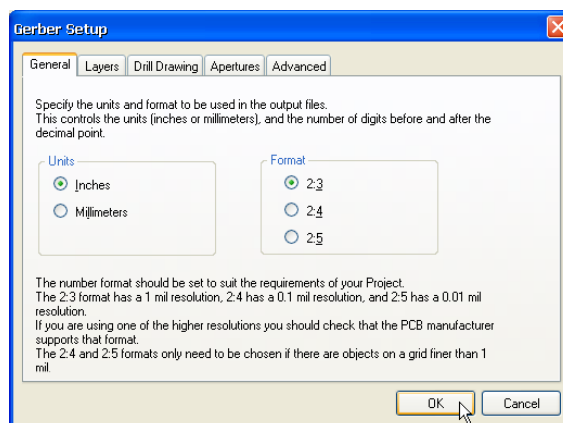 Gerber Setup
General Layers Drill Drawing Apertures Advanced
Specify the units and format to be used in the output files.
This controls the units (inches or millimeters), and the number of digits before and after the
decimal point.
Units
Inches
Millimeters
Format
2:3
2:4
2:5
The number format should be set to suit the requirements of your Project.
The 2:3 format has a 1 mil resolution, 2:4 has a 0.1 mil resolution, and 2:5 has a 0.01 mil
resolution.
If you are using one of the higher resolutions you should check that the PCB manufacturer
supports that format.
The 2:4 and 2:5 formats only need to be chosen if there are objects on a grid finer than 1
mil.
OK Cancel